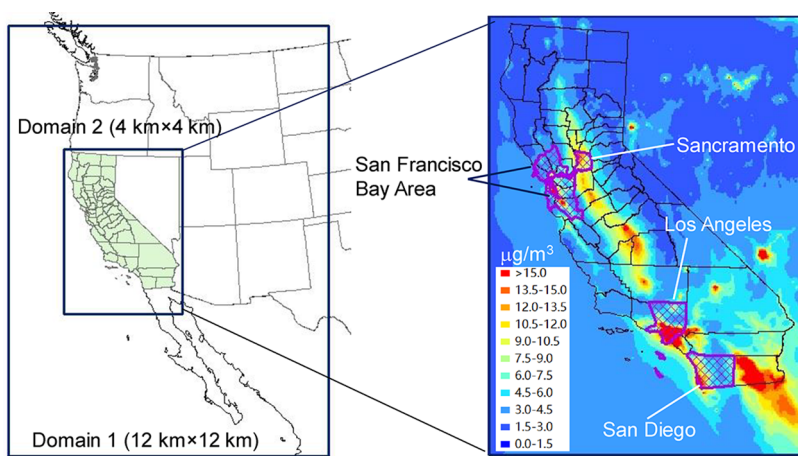 Domain 2 (4 km×4 km)
Domain 1 (12 km×12 km)
San Francisco
Bay Area
Sancramento
Los Angeles
San Diego
μg/m³
>15.0
13.5-15.0
12.0-13.5
10.5-12.0
9.0-10.5
7.5-9.0
6.0-7.5
4.5-6.0
3.0-4.5
1.5-3.0
0.0-1.5